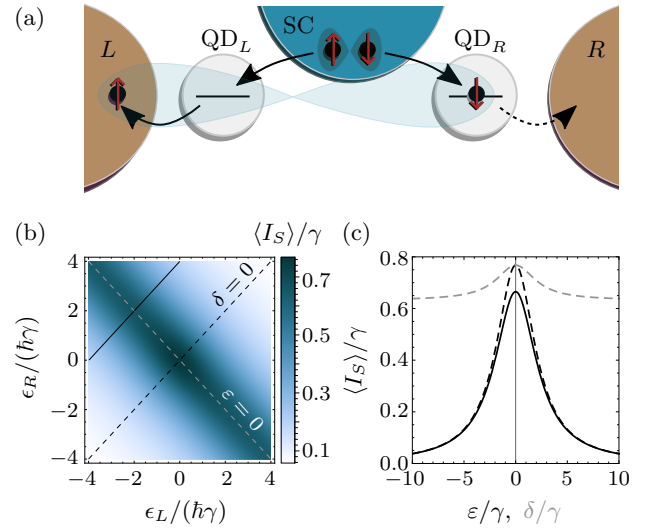 (a)
SC
L
QD_L
QD_R
R
(b)
⟨I_S⟩/γ
(c)
4
2
0
−2
−4
ϵ_R/(ħγ)
δ = 0
ε = 0
−4
−2
0
2
4
ϵ_L/(ħγ)
0.7
0.5
0.3
0.1
⟨I_S⟩/γ
0.8
0.6
0.4
0.2
0.0
−10
−5
0
5
10
ε/γ, δ/γ